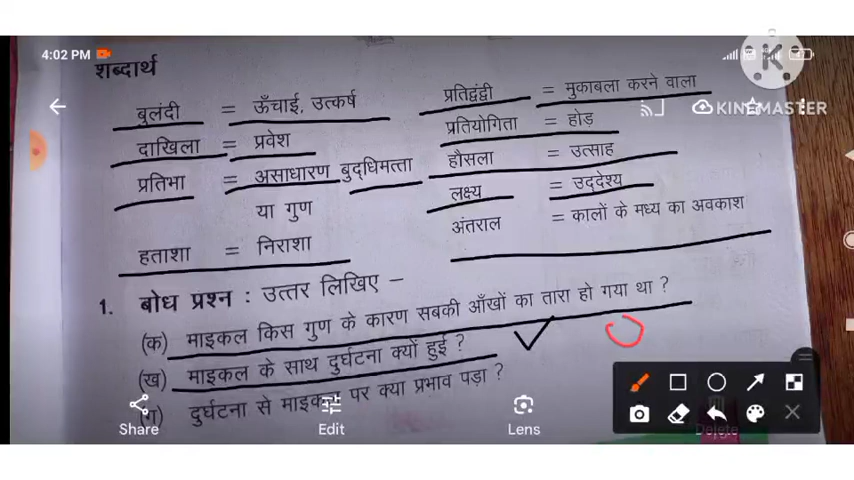 4:02 PM
KINEMASTER
शब्दार्थ
बुलंदी = ऊँचाई, उत्कर्ष
दाखिला = प्रवेश
प्रतिभा = असाधारण बुद्धिमत्ता
या गुण
हताशा = निराशा
प्रतिद्वंद्वी = मुकाबला करने वाला
प्रतियोगिता = होड़
हौसला = उत्साह
लक्ष्य = उद्देश्य
अंतराल = कालों के मध्य का अवकाश
1. बोध प्रश्न : उत्तर लिखिए –
(क) माइकल किस गुण के कारण सबकी आँखों का तारा हो गया था ?
(ख) माइकल के साथ दुर्घटना क्यों हुई ?
(ग) दुर्घटना से माइकल पर क्या प्रभाव पड़ा ?
Share
Edit
Lens
Delete